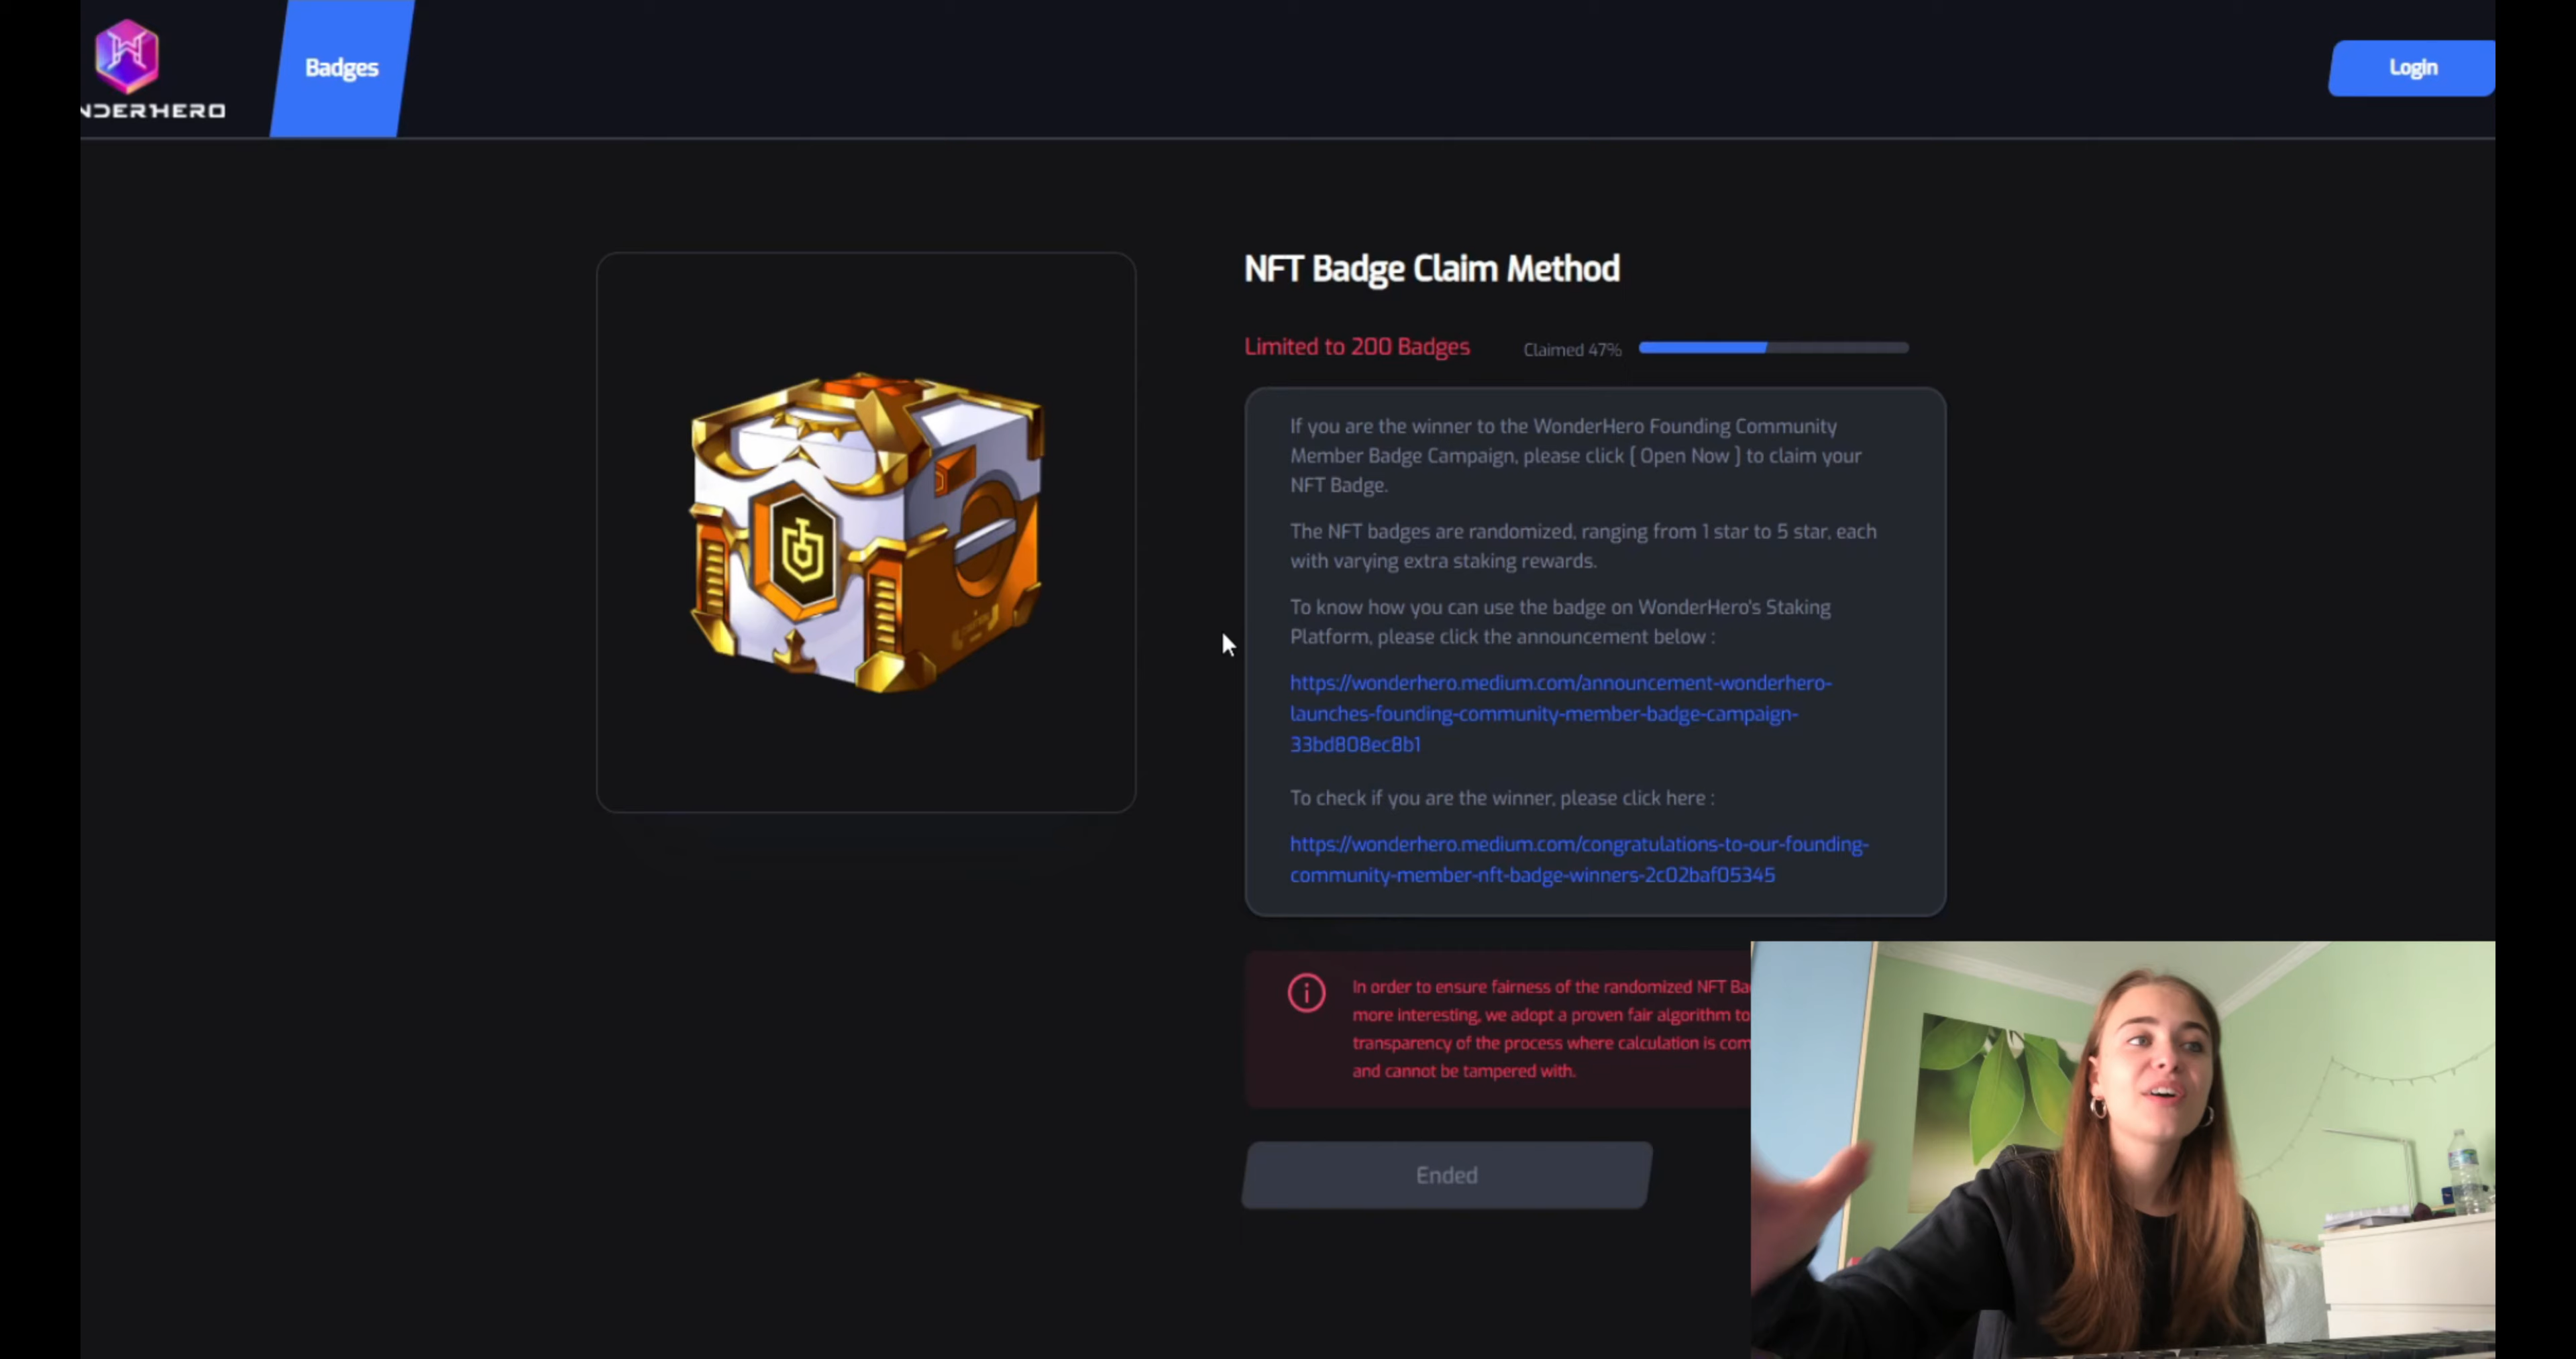 NDERHERO
Badges
Login
NFT Badge Claim Method
Limited to 200 Badges
Claimed 47%
If you are the winner to the WonderHero Founding Community
Member Badge Campaign, please click [ Open Now ] to claim your
NFT Badge.
The NFT badges are randomized, ranging from 1 star to 5 star, each
with varying extra staking rewards.
To know how you can use the badge on WonderHero's Staking
Platform, please click the announcement below :
https://wonderhero.medium.com/announcement-wonderhero-
launches-founding-community-member-badge-campaign-
33bd808ec8b1
To check if you are the winner, please click here :
https://wonderhero.medium.com/congratulations-to-our-founding-
community-member-nft-badge-winners-2c02baf05345
In order to ensure fairness of the randomized NFT Ba
more interesting, we adopt a proven fair algorithm to
transparency of the process where calculation is com
and cannot be tampered with.
Ended